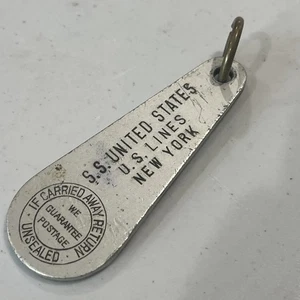 S.S. UNITED STATES
U.S. LINES
NEW YORK
· IF CARRIED AWAY RETURN UNSEALED ·
WE
GUARANTEE
POSTAGE